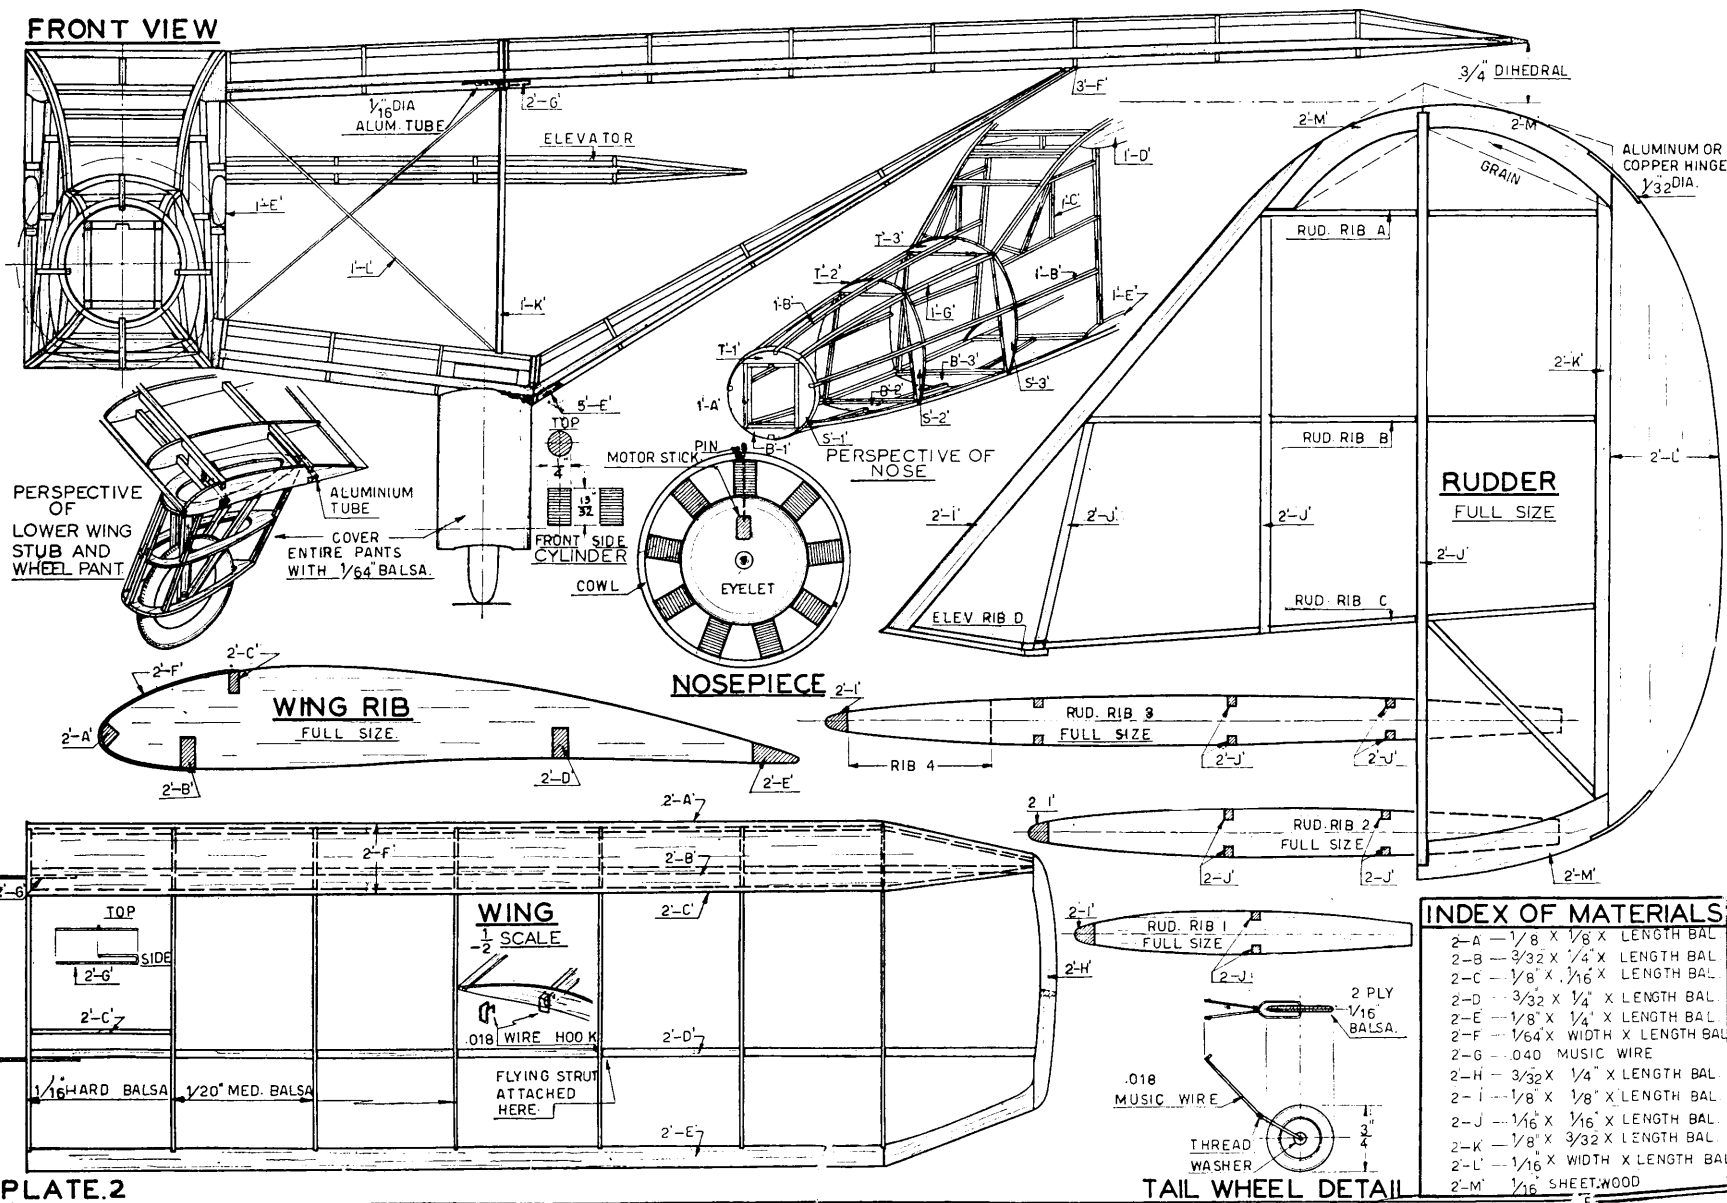 FRONT VIEW
3/4" DIHEDRAL
1/16" DIA
ALUM. TUBE
2'-G'
3'-F'
ELEVATOR
1'-E'
1'-L'
1'-K'
5'-E'
PERSPECTIVE
OF
LOWER WING
STUB AND
WHEEL PANT
ALUMINIUM
TUBE
COVER
ENTIRE PANTS
WITH 1/64" BALSA.
TOP
4
13"
32
FRONT SIDE
CYLINDER
1'-D'
1'-C'
T'-3'
T'-2'
1'-B'
1'-B'
1'-G'
1'-E'
T'-1'
1'-A'
B'-3'
B'-2'
S'-3'
S'-2'
S'-1'
B'-1'
PERSPECTIVE OF
NOSE
PIN
MOTOR STICK
COWL
EYELET
NOSEPIECE
2'-M'
2'-M'
GRAIN
ALUMINUM OR
COPPER HINGE
1/32" DIA.
RUD. RIB A
RUD. RIB B
2'-K'
2'-L'
RUDDER
FULL SIZE
2'-I'
2'-J'
2'-J'
2'-J'
RUD. RIB C
ELEV. RIB D
2'-M'
2'-C'
2'-F'
WING RIB
FULL SIZE
2'-A'
2'-B'
2'-D'
2'-E'
2'-I'
RUD. RIB 3
FULL SIZE
RIB 4
2'-J'
2'-J'
2 I'
RUD. RIB 2
FULL SIZE
2-J'
2-J'
2-I'
RUD. RIB 1
FULL SIZE
2-J
2'-A'
2'-F'
2'-B'
2'-G'
2'-C'
WING
1/2 SCALE
TOP
SIDE
2'-G'
2'-C'
.018 WIRE HOOK
2'-D'
2'-H'
1/16" HARD BALSA
1/20" MED. BALSA
FLYING STRUT
ATTACHED
HERE.
2'-E'
2 PLY
1/16"
BALSA.
.018
MUSIC WIRE
THREAD
WASHER
3"
4
TAIL WHEEL DETAIL
INDEX OF MATERIALS
2'-A — 1/8 X 1/8" X LENGTH BAL.
2'-B — 3/32 X 1/4" X LENGTH BAL.
2'-C — 1/8" X 1/16" X LENGTH BAL.
2'-D — 3/32" X 1/4" X LENGTH BAL.
2'-E — 1/8" X 1/4" X LENGTH BAL.
2'-F — 1/64" X WIDTH X LENGTH BAL
2'-G — .040 MUSIC WIRE
2'-H — 3/32 X 1/4" X LENGTH BAL.
2'-I — 1/8" X 1/8" X LENGTH BAL.
2-J — 1/16" X 1/16" X LENGTH BAL.
2'-K — 1/8" X 3/32 X LENGTH BAL.
2'-L' — 1/16" X WIDTH X LENGTH BAL
2'-M' 1/16" SHEET WOOD
PLATE.2